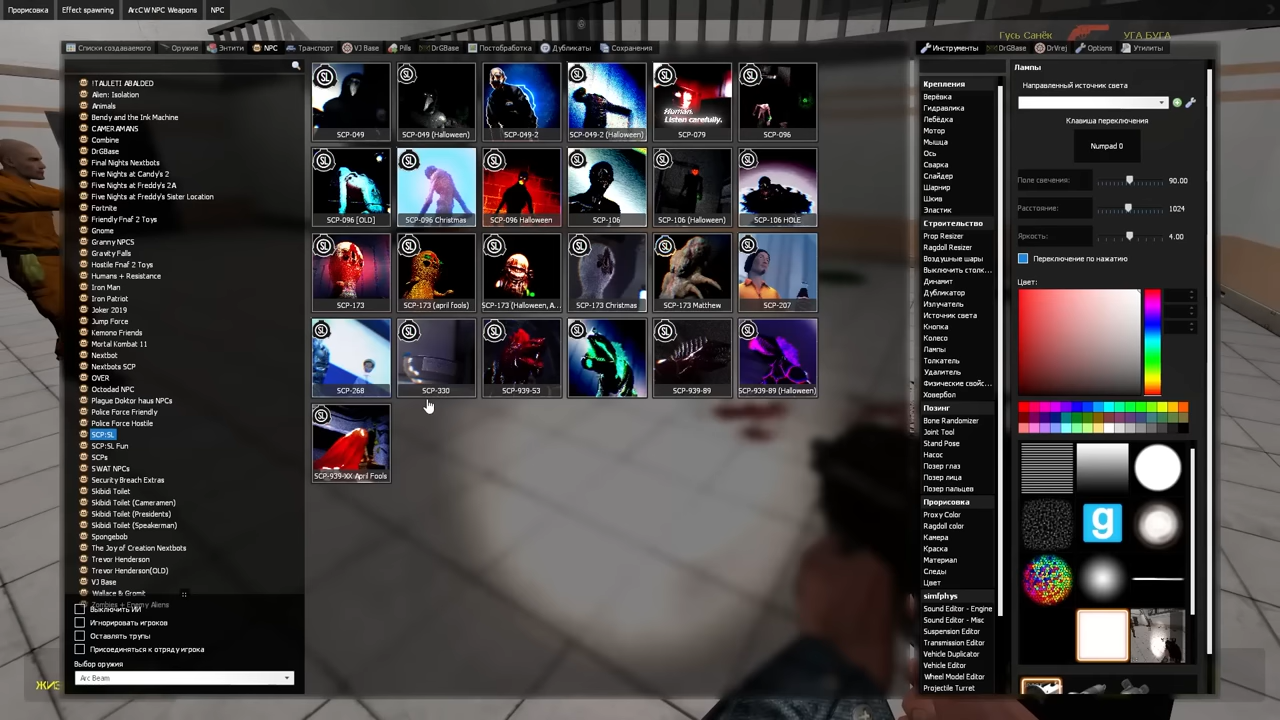 Прорисовка
Effect spawning
ArcCW NPC Weapons
NPC
Гусь Санёк
УГА БУГА
Списки создаваемого
Оружие
Энтити
NPC
Транспорт
VJ Base
Pills
DrGBase
Постобработка
Дубликаты
Сохранения
Инструменты
DrGBase
DrVrej
Options
Утилиты
!TAULETI ABALDED
Alien: Isolation
Animals
Bendy and the Ink Machine
CAMERAMANS
Combine
DrGBase
Final Nights Nextbots
Five Nights at Candy's 2
Five Nights at Freddy's 2A
Five Nights at Freddy's Sister Location
Fortnite
Friendly Fnaf 2 Toys
Gnome
Granny NPCS
Gravity Falls
Hostile Fnaf 2 Toys
Humans + Resistance
Iron Man
Iron Patriot
Joker 2019
Jump Force
Kemono Friends
Mortal Kombat 11
Nextbot
Nextbots SCP
OVER
Octodad NPC
Plague Doktor haus NPCs
Police Force Friendly
Police Force Hostile
SCP:SL
SCP:SL Fun
SCPs
SWAT NPCs
Security Breach Extras
Skibidi Toilet
Skibidi Toilet (Cameramen)
Skibidi Toilet (Presidents)
Skibidi Toilet (Speakerman)
Spongebob
The Joy of Creation Nextbots
Trevor Henderson
Trevor Henderson(OLD)
VJ Base
Wallace & Gromit
Zombies + Enemy Aliens
Выключить ИИ
Игнорировать игроков
Оставлять трупы
Присоединяться к отряду игрока
Выбор оружия
Arc Beam
SCP-049
SCP-049 (Halloween)
SCP-049-2
SCP-049-2 (Halloween)
Human.
Listen carefully.
SCP-079
SCP-096
SCP-096 [OLD]
SCP-096 Christmas
SCP-096 Halloween
SCP-106
SCP-106 (Halloween)
SCP-106 HOLE
SCP-173
SCP-173 (april fools)
SCP-173 (Halloween, A...
SCP-173 Christmas
SCP-173 Matthew
SCP-207
SCP-268
SCP-330
SCP-939-53
SCP-939-89
SCP-939-89 (Halloween)
SCP-939-XX April Fools
Крепления
Верёвка
Гидравлика
Лебёдка
Мотор
Мышца
Ось
Сварка
Слайдер
Шарнир
Шкив
Эластик
Строительство
Prop Resizer
Ragdoll Resizer
Воздушные шары
Выключить столк...
Динамит
Дубликатор
Излучатель
Источник света
Кнопка
Колесо
Лампы
Толкатель
Удалитель
Физические свойс...
Ховербол
Позинг
Bone Randomizer
Joint Tool
Stand Pose
Насос
Позер глаз
Позер лица
Позер пальцев
Прорисовка
Proxy Color
Ragdoll color
Камера
Краска
Материал
Следы
Цвет
simfphys
Sound Editor - Engine
Sound Editor - Misc
Suspension Editor
Transmission Editor
Vehicle Duplicator
Vehicle Editor
Wheel Model Editor
Projectile Turret
Лампы
Направленный источник света
Клавиша переключения
Numpad 0
Поле свечения: 90.00
Расстояние: 1024
Яркость: 4.00
Переключение по нажатию
Цвет:
g